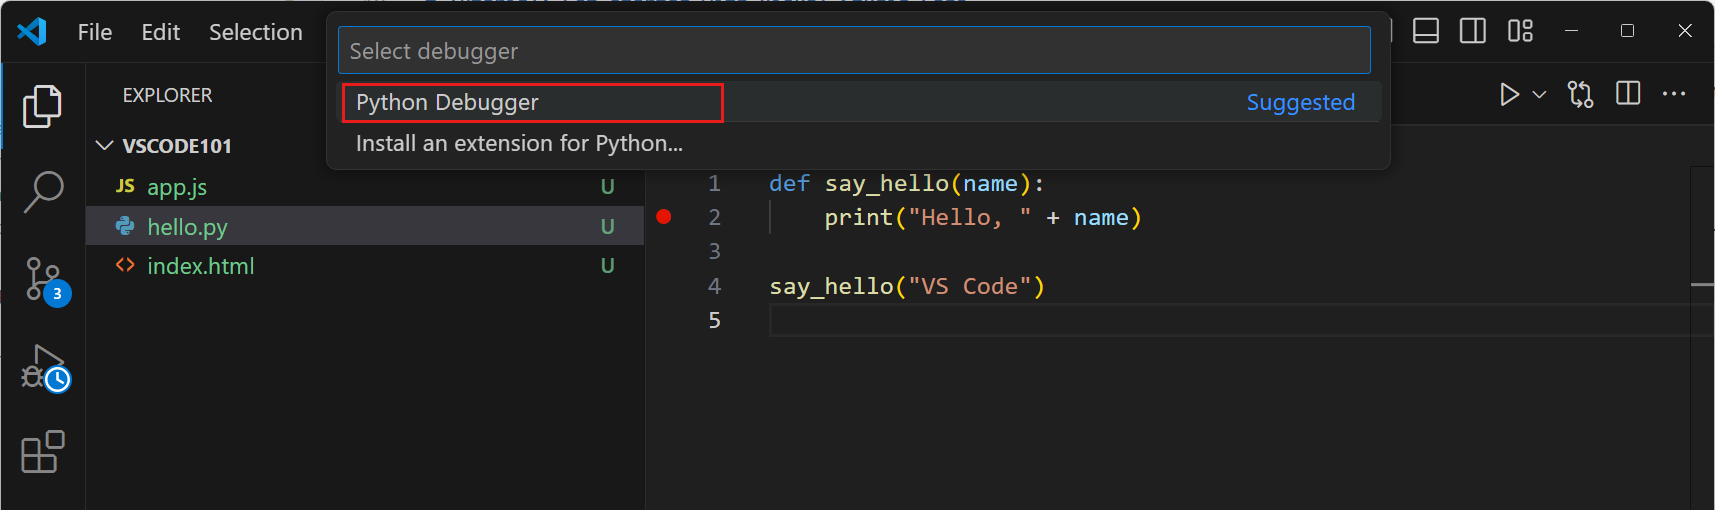 File Edit Selection
Select debugger
Python Debugger Suggested
Install an extension for Python...
EXPLORER
VSCODE101
JS app.js U
hello.py U
index.html U
3
1 def say_hello(name):
2 print("Hello, " + name)
3
4 say_hello("VS Code")
5